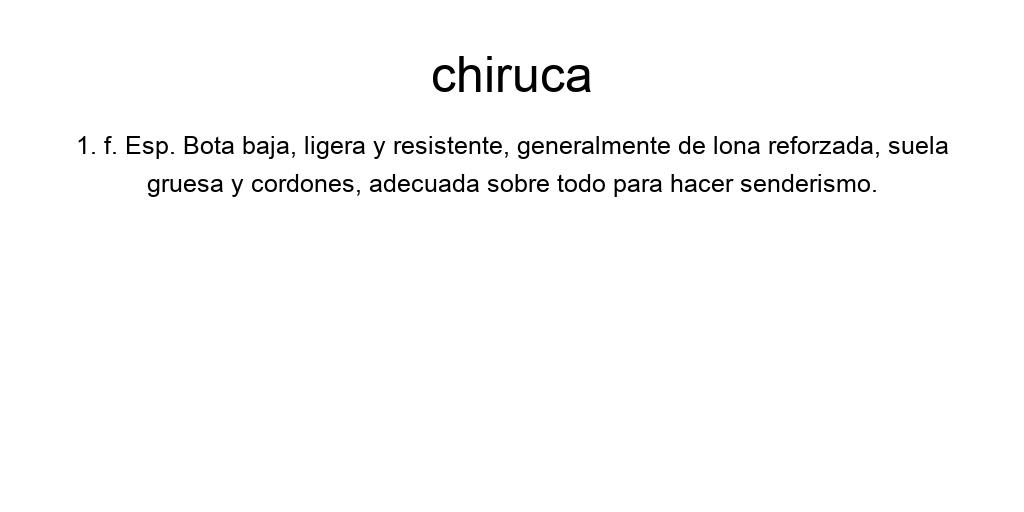 chiruca
1. f. Esp. Bota baja, ligera y resistente, generalmente de lona reforzada, suela
gruesa y cordones, adecuada sobre todo para hacer senderismo.